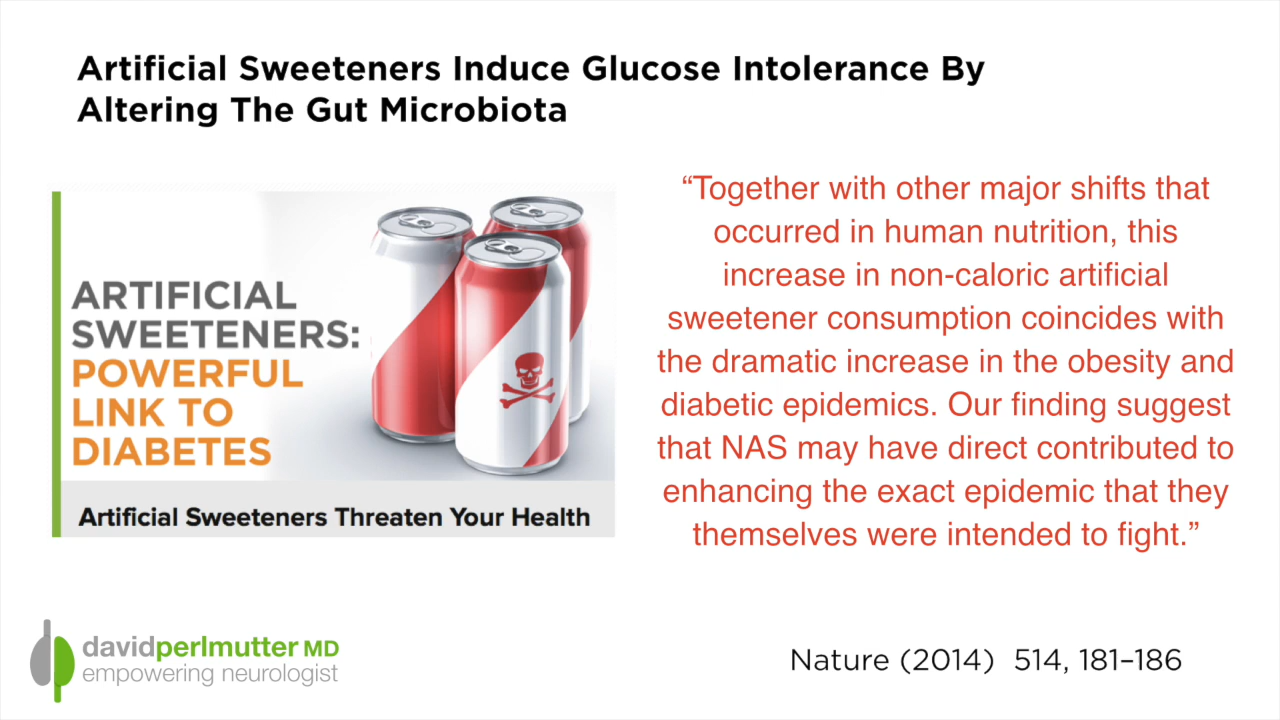 Artificial Sweeteners Induce Glucose Intolerance By
Altering The Gut Microbiota
ARTIFICIAL
SWEETENERS:
POWERFUL
LINK TO
DIABETES
Artificial Sweeteners Threaten Your Health
“Together with other major shifts that
occurred in human nutrition, this
increase in non-caloric artificial
sweetener consumption coincides with
the dramatic increase in the obesity and
diabetic epidemics. Our finding suggest
that NAS may have direct contributed to
enhancing the exact epidemic that they
themselves were intended to fight.”
davidperlmutter MD
empowering neurologist
Nature (2014) 514, 181–186